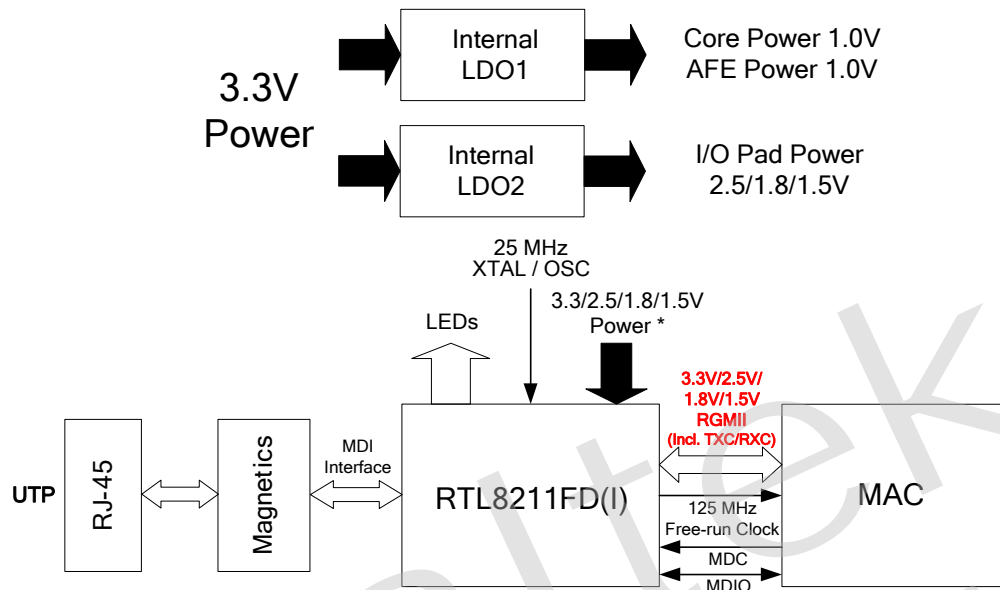 3.3V
Power
Internal
LDO1
Core Power 1.0V
AFE Power 1.0V
Internal
LDO2
I/O Pad Power
2.5/1.8/1.5V
25 MHz
XTAL / OSC
3.3/2.5/1.8/1.5V
Power *
LEDs
3.3V/2.5V/
1.8V/1.5V
RGMII
(Incl. TXC/RXC)
UTP
RJ-45
Magnetics
MDI
Interface
RTL8211FD(I)
125 MHz
Free-run Clock
MDC
MDIO
MAC